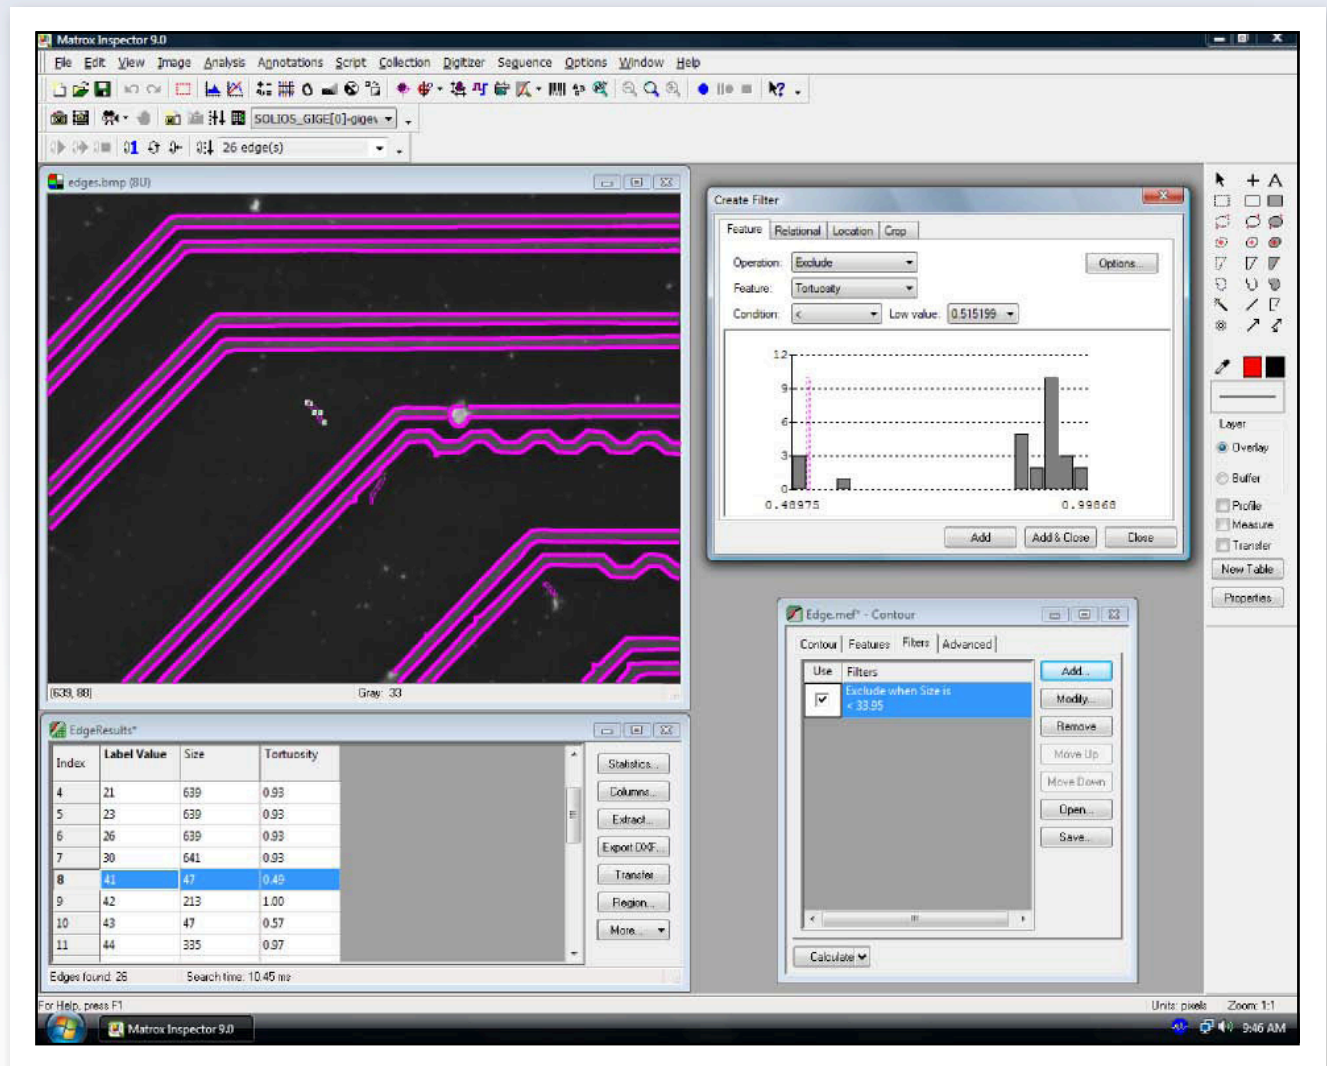 Matrox Inspector 9.0
File Edit View Image Analysis Annotations Script Collection Digitizer Sequence Options Window Help
SOLIOS_GIGE[0]-gigev
26 edge(s)
edges.bmp (8U)
[639, 88] Gray: 33
Create Filter
Feature Relational Location Crop
Operation: Exclude Options...
Feature: Tortuosity
Condition: < Low value: 0.515199
12
9
6
3
0
0.48975 0.99868
Add Add & Close Close
A
Layer
Overlay
Buffer
Profile
Measure
Transfer
New Table
Properties
Edge.mef* - Contour
Contour Features Filters Advanced
Use Filters
Exclude when Size is
< 33.95
Add...
Modify...
Remove
Move Up
Move Down
Open...
Save...
Calculate
EdgeResults*
Index Label Value Size Tortuosity
4 21 639 0.93
5 23 639 0.93
6 26 639 0.93
7 30 641 0.93
8 41 47 0.49
9 42 213 1.00
10 43 47 0.57
11 44 335 0.97
Statistics...
Columns...
Extract...
Export DXF...
Transfer
Region...
More...
Edges found: 26 Search time: 10.45 ms
For Help, press F1 Units: pixels Zoom: 1:1
Matrox Inspector 9.0 9:46 AM